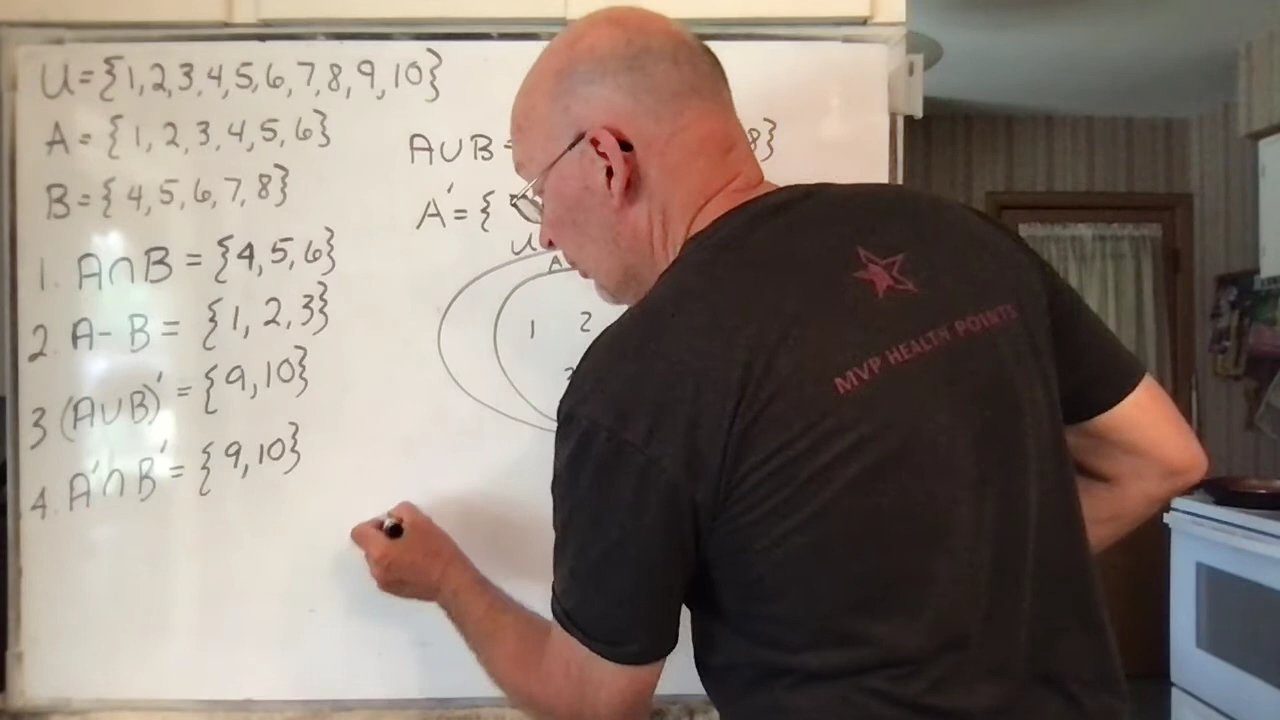 U={1,2,3,4,5,6,7,8,9,10}
A={1,2,3,4,5,6}
B={4,5,6,7,8}
1. A∩B={4,5,6}
2. A-B={1,2,3}
3 (A∪B)'={9,10}
4. A'∩B'={9,10}
A∪B=
8}
A'={
U
A
1 2
MVP HEALTH POINTS